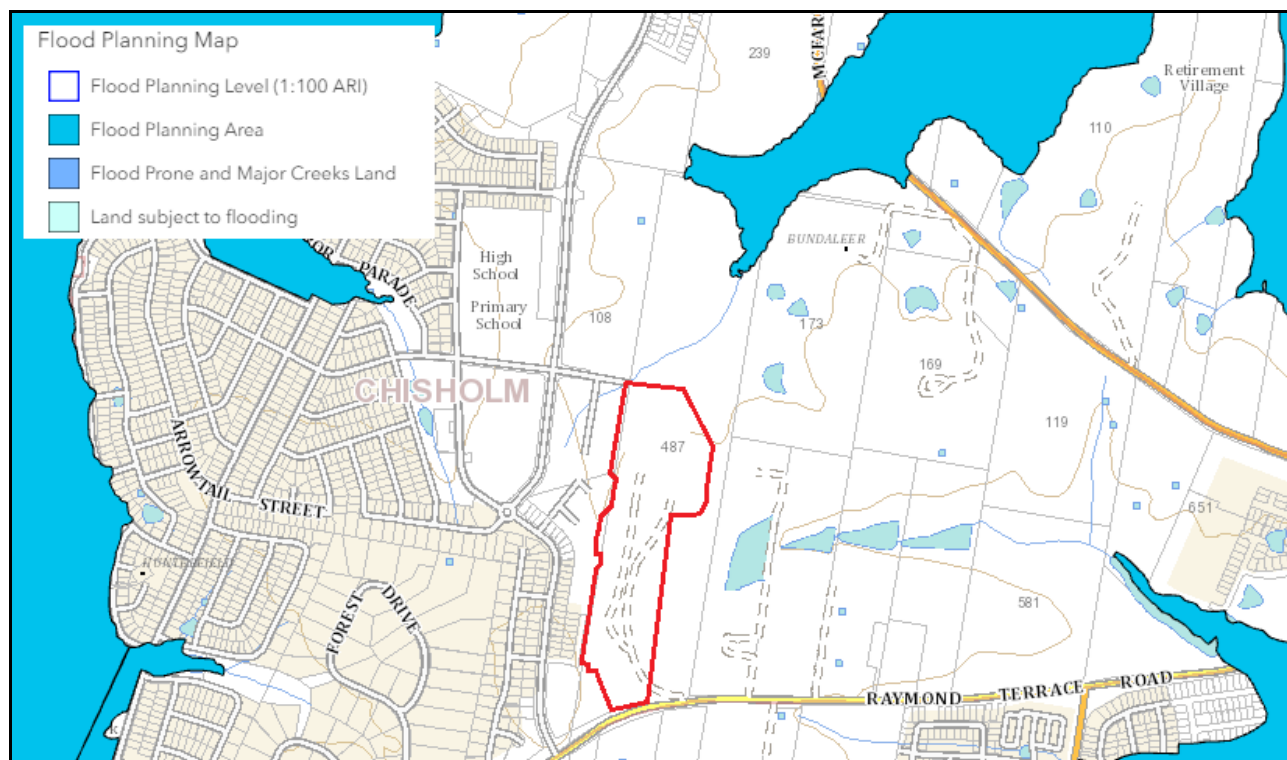 Flood Planning Map
Flood Planning Level (1:100 ARI)
Flood Planning Area
Flood Prone and Major Creeks Land
Land subject to flooding
239
MCFAR
Retirement
Village
110
PARADE
High
School
Primary
School
BUNDALEER
108
173
169
CHISHOLM
119
487
ARROWTAIL
STREET
651
FOREST
DRIVE
581
RAYMOND TERRACE ROAD